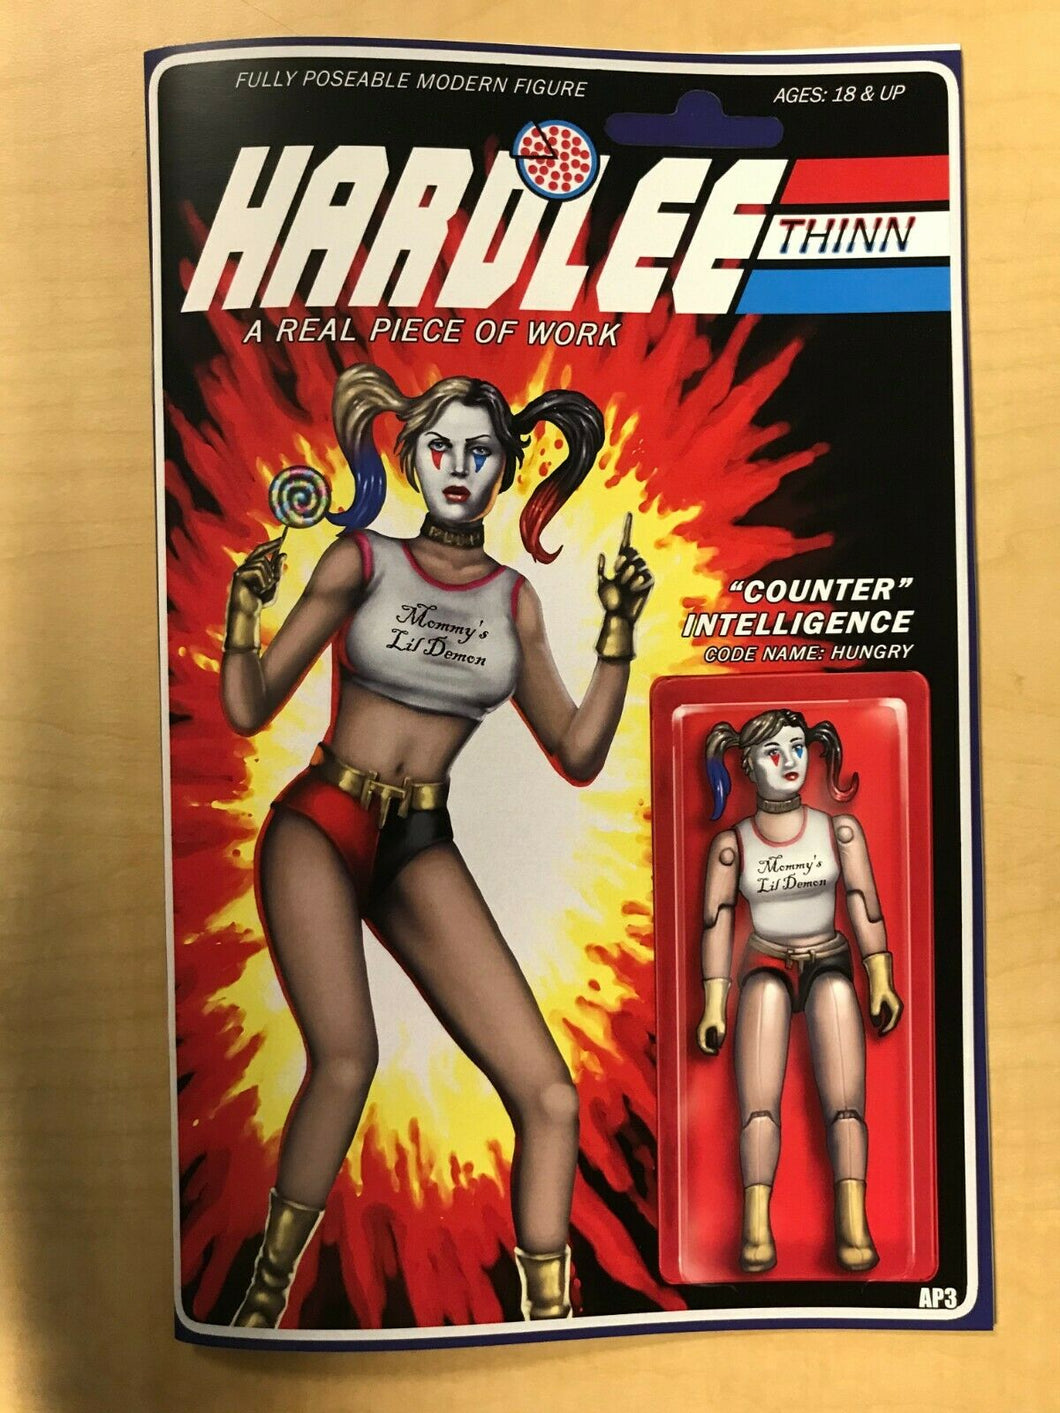 FULLY POSEABLE MODERN FIGURE
AGES: 18 & UP
HARDLEE
THINN
A REAL PIECE OF WORK
Mommy's
Lil Demon
"COUNTER"
INTELLIGENCE
CODE NAME: HUNGRY
Mommy's
Lil Demon
AP3